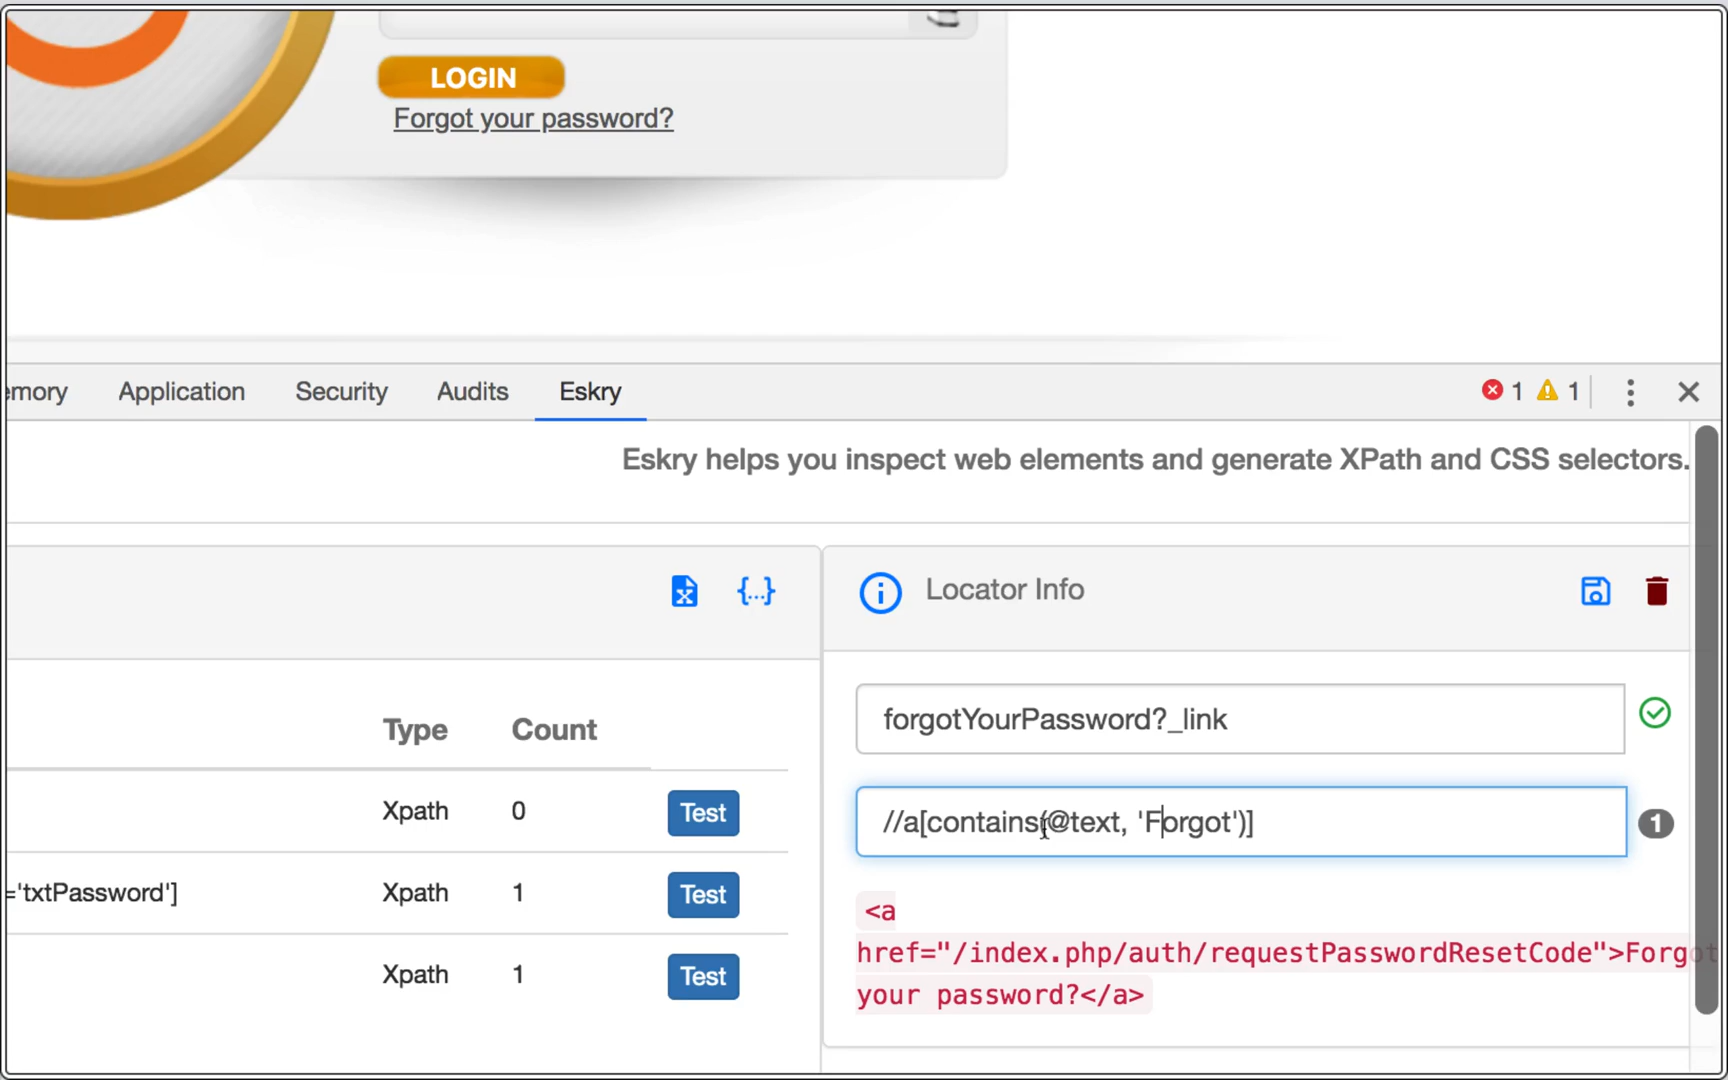 LOGIN
Forgot your password?
emory Application Security Audits Eskry 1 1
Eskry helps you inspect web elements and generate XPath and CSS selectors.
{...} Locator Info
forgotYourPassword?_link
Type Count
//a[contains(@text, 'Forgot')] 1
Xpath 0 Test
='txtPassword'] Xpath 1 Test
Xpath 1 Test
<a
href="/index.php/auth/requestPasswordResetCode">Forgot
your password?</a>